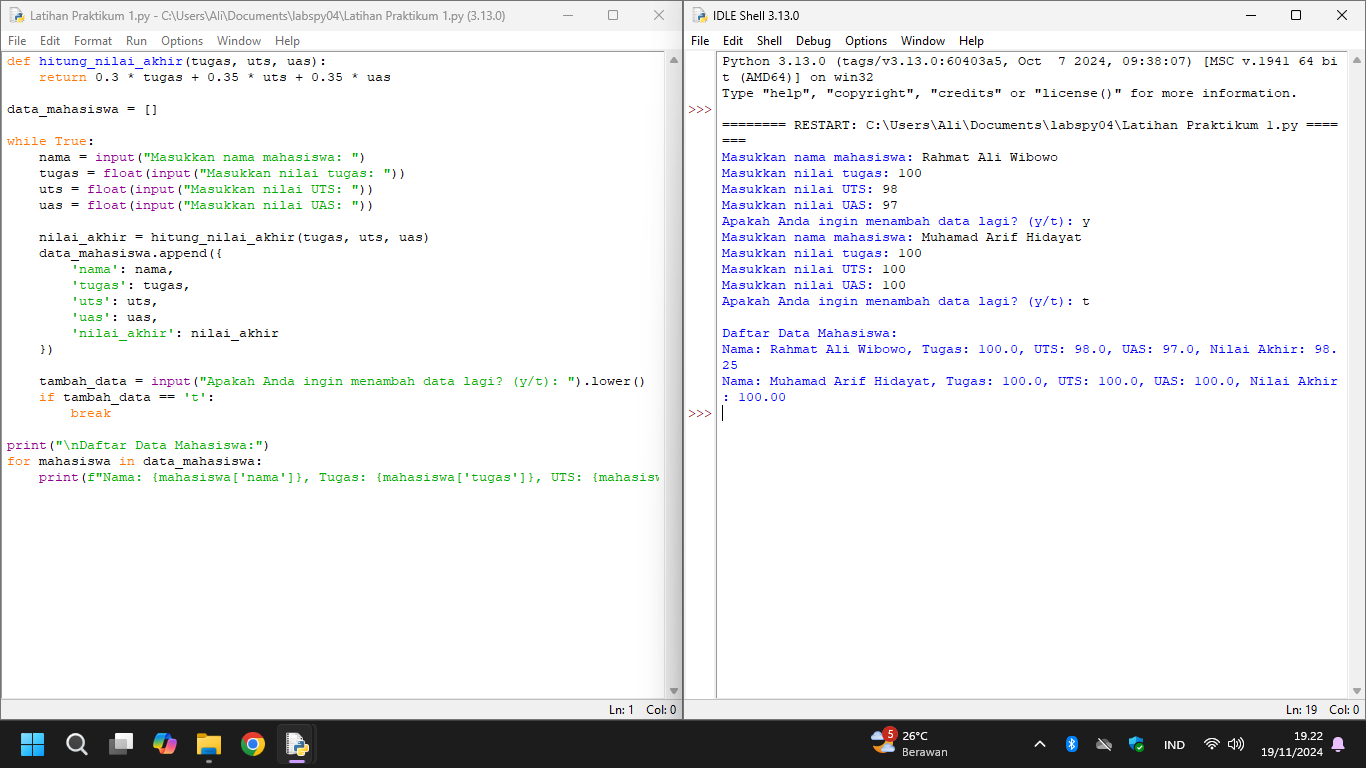 Latihan Praktikum 1.py - C:\Users\Ali\Documents\labspy04\Latihan Praktikum 1.py (3.13.0)
File Edit Format Run Options Window Help
def hitung_nilai_akhir(tugas, uts, uas):
    return 0.3 * tugas + 0.35 * uts + 0.35 * uas
data_mahasiswa = []
while True:
    nama = input("Masukkan nama mahasiswa: ")
    tugas = float(input("Masukkan nilai tugas: "))
    uts = float(input("Masukkan nilai UTS: "))
    uas = float(input("Masukkan nilai UAS: "))
    nilai_akhir = hitung_nilai_akhir(tugas, uts, uas)
    data_mahasiswa.append({
        'nama': nama,
        'tugas': tugas,
        'uts': uts,
        'uas': uas,
        'nilai_akhir': nilai_akhir
    })
    tambah_data = input("Apakah Anda ingin menambah data lagi? (y/t): ").lower()
    if tambah_data == 't':
        break
print("\nDaftar Data Mahasiswa:")
for mahasiswa in data_mahasiswa:
    print(f"Nama: {mahasiswa['nama']}, Tugas: {mahasiswa['tugas']}, UTS: {mahasisw
Ln: 1 Col: 0
IDLE Shell 3.13.0
File Edit Shell Debug Options Window Help
Python 3.13.0 (tags/v3.13.0:60403a5, Oct  7 2024, 09:38:07) [MSC v.1941 64 bi
t (AMD64)] on win32
Type "help", "copyright", "credits" or "license()" for more information.
>>>
======== RESTART: C:\Users\Ali\Documents\labspy04\Latihan Praktikum 1.py ====
===
Masukkan nama mahasiswa: Rahmat Ali Wibowo
Masukkan nilai tugas: 100
Masukkan nilai UTS: 98
Masukkan nilai UAS: 97
Apakah Anda ingin menambah data lagi? (y/t): y
Masukkan nama mahasiswa: Muhamad Arif Hidayat
Masukkan nilai tugas: 100
Masukkan nilai UTS: 100
Masukkan nilai UAS: 100
Apakah Anda ingin menambah data lagi? (y/t): t
Daftar Data Mahasiswa:
Nama: Rahmat Ali Wibowo, Tugas: 100.0, UTS: 98.0, UAS: 97.0, Nilai Akhir: 98.
25
Nama: Muhamad Arif Hidayat, Tugas: 100.0, UTS: 100.0, UAS: 100.0, Nilai Akhir
: 100.00
>>>
Ln: 19 Col: 0
5
26°C
Berawan
IND
19.22
19/11/2024